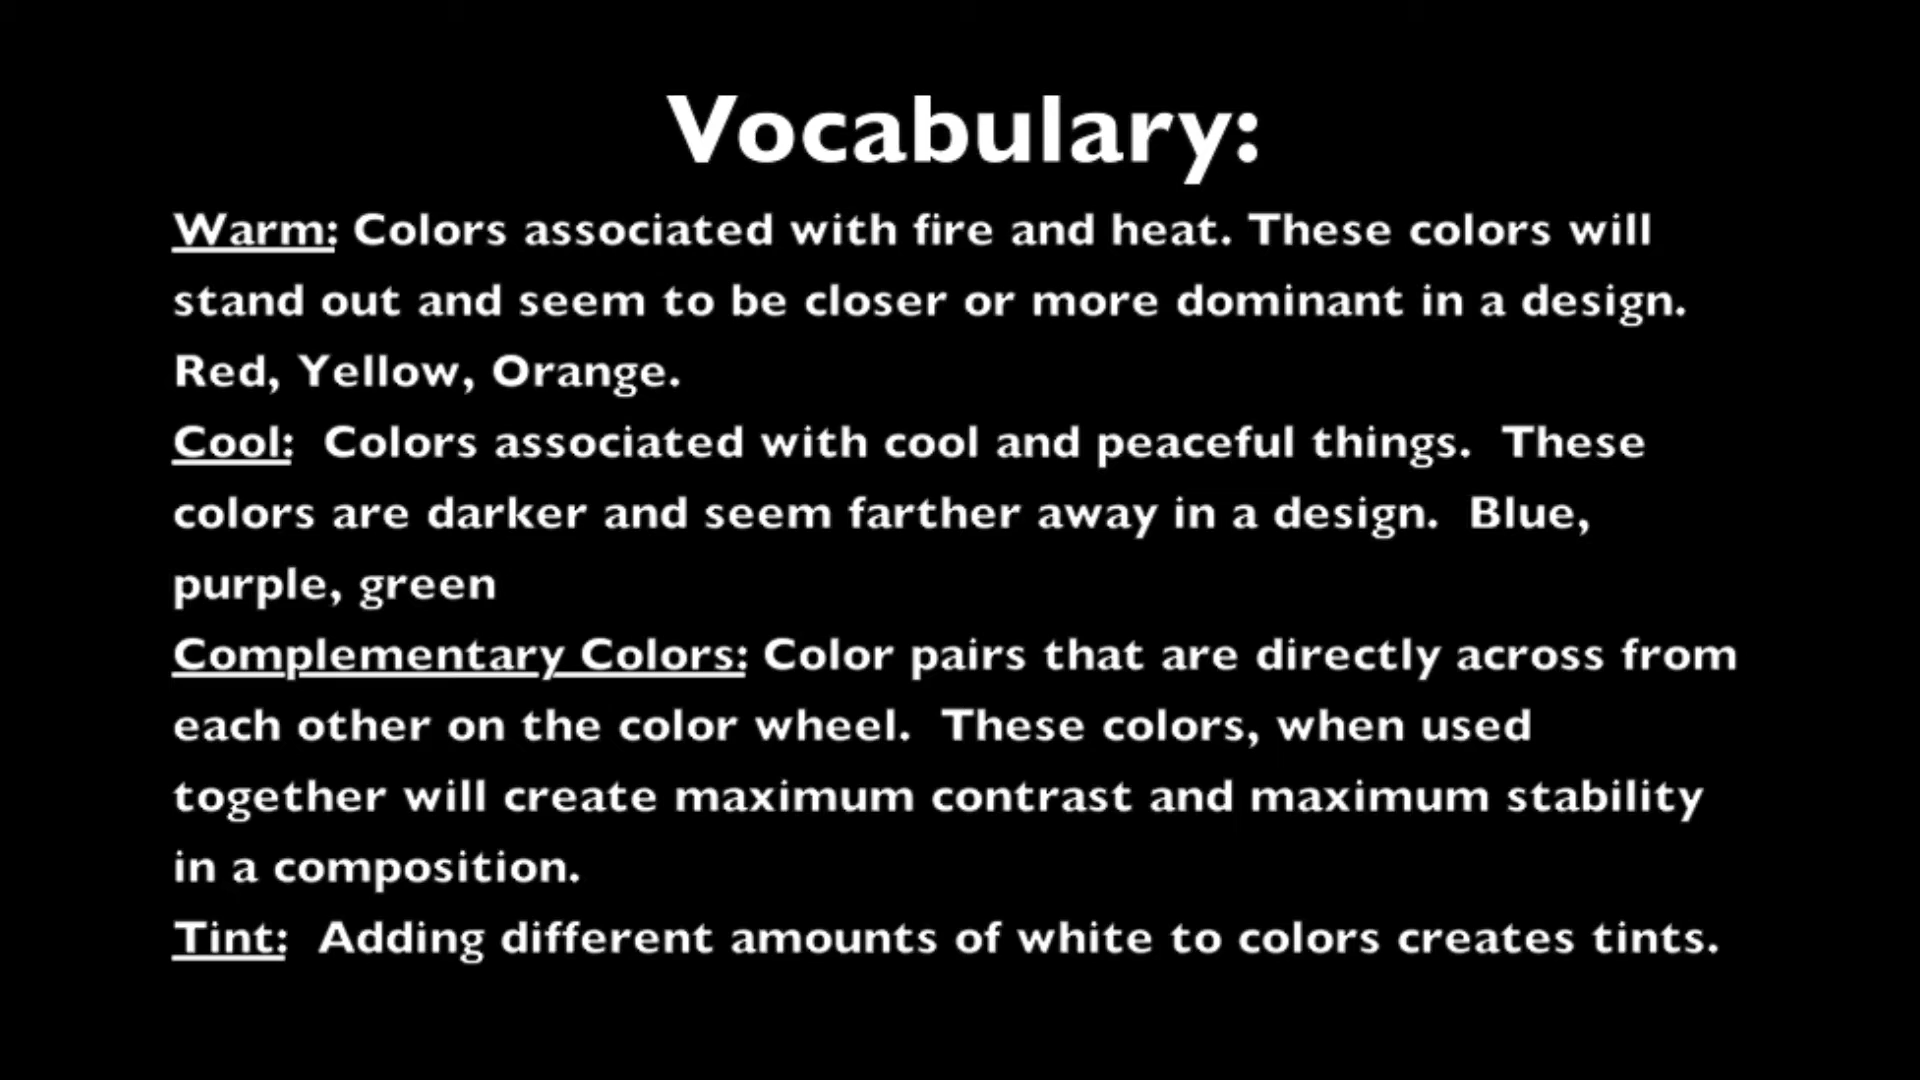 Vocabulary:
Warm: Colors associated with fire and heat. These colors will
stand out and seem to be closer or more dominant in a design.
Red, Yellow, Orange.
Cool:  Colors associated with cool and peaceful things.  These
colors are darker and seem farther away in a design.  Blue,
purple, green
Complementary Colors: Color pairs that are directly across from
each other on the color wheel.  These colors, when used
together will create maximum contrast and maximum stability
in a composition.
Tint:  Adding different amounts of white to colors creates tints.